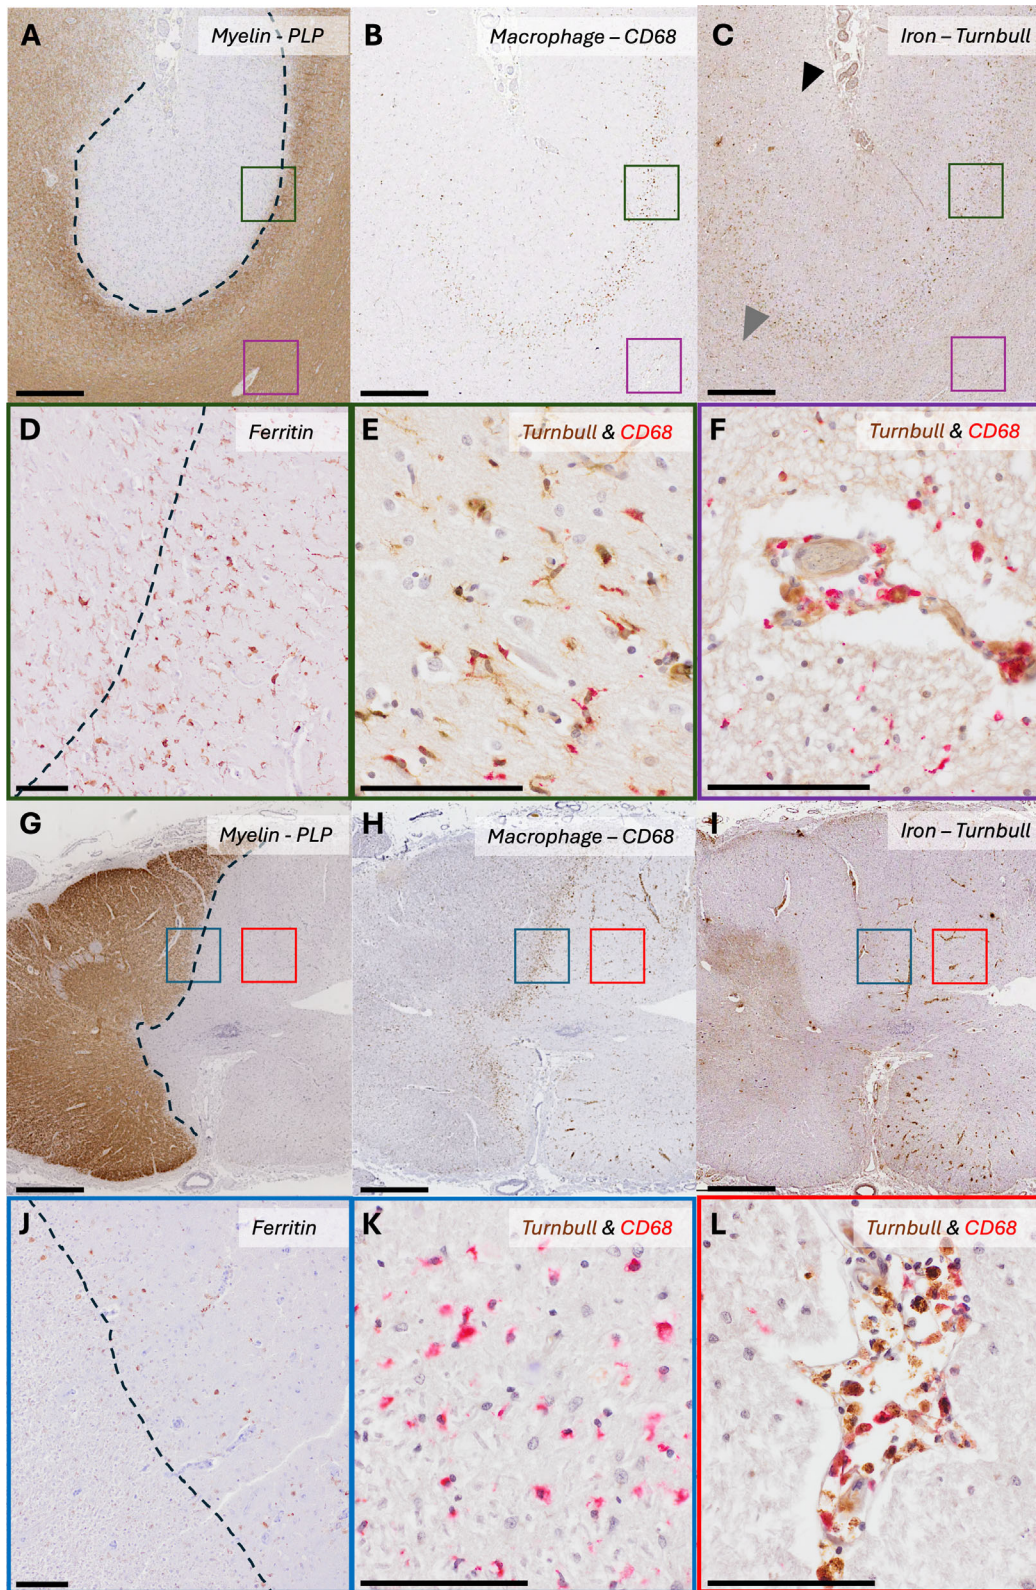 A
Myelin - PLP
B
Macrophage – CD68
C
Iron – Turnbull
D
Ferritin
E
Turnbull & CD68
F
Turnbull & CD68
G
Myelin - PLP
H
Macrophage – CD68
I
Iron – Turnbull
J
Ferritin
K
Turnbull & CD68
L
Turnbull & CD68